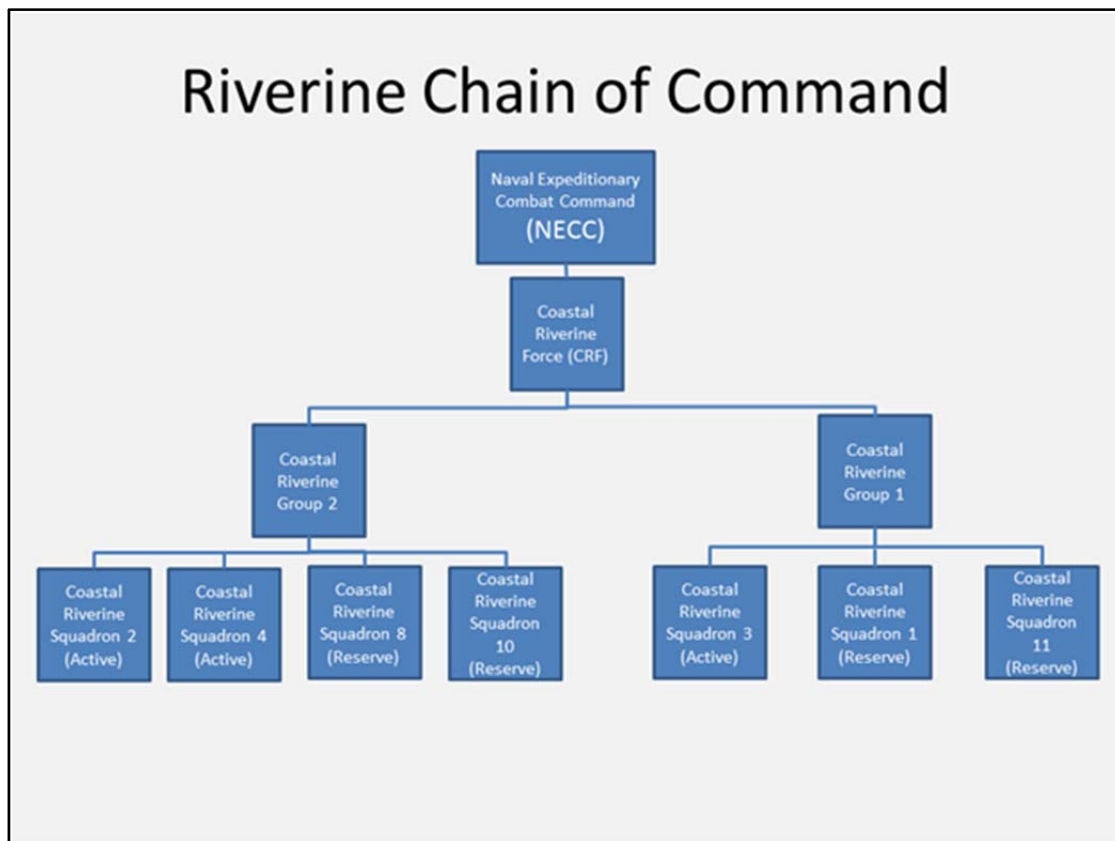 Riverine Chain of Command
Naval Expeditionary
Combat Command
(NECC)
Coastal
Riverine
Force (CRF)
Coastal
Riverine
Group 2
Coastal
Riverine
Group 1
Coastal
Riverine
Squadron 2
(Active)
Coastal
Riverine
Squadron 4
(Active)
Coastal
Riverine
Squadron 8
(Reserve)
Coastal
Riverine
Squadron
10
(Reserve)
Coastal
Riverine
Squadron 3
(Active)
Coastal
Riverine
Squadron 1
(Reserve)
Coastal
Riverine
Squadron
11
(Reserve)